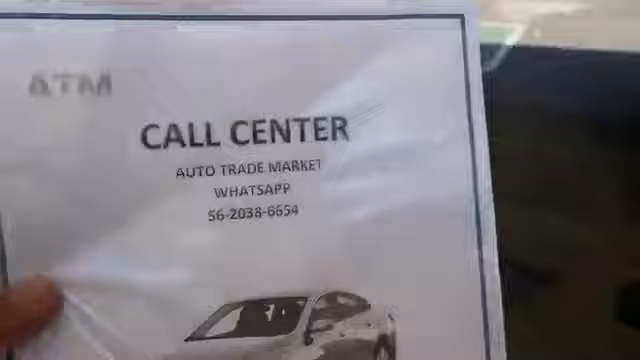 ATM
CALL CENTER
AUTO TRADE MARKET
WHATSAPP
56-2038-6654